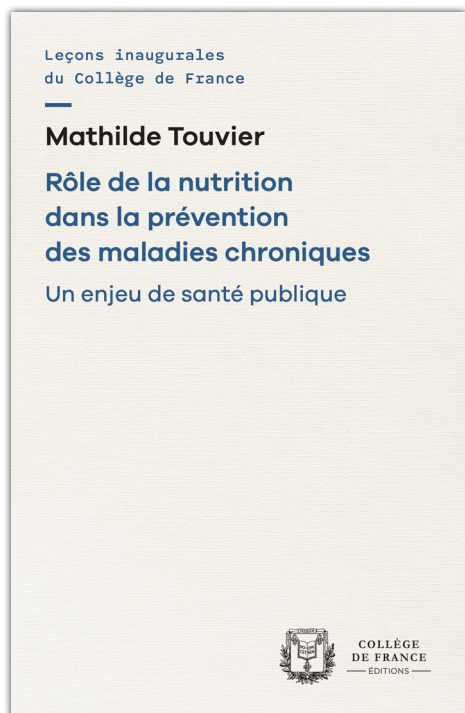 Leçons inaugurales
du Collège de France
Mathilde Touvier
Rôle de la nutrition
dans la prévention
des maladies chroniques
Un enjeu de santé publique
COLLÈGE
DE FRANCE
ÉDITIONS